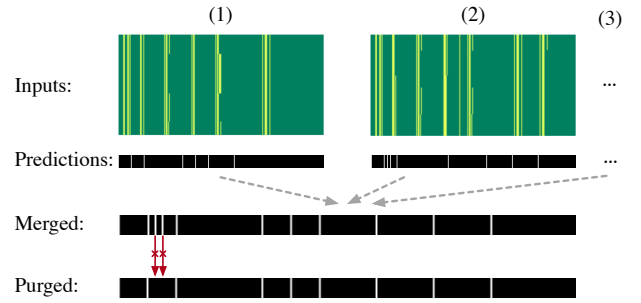 (1) (2) (3)
Inputs: ...
Predictions: ...
Merged:
Purged: